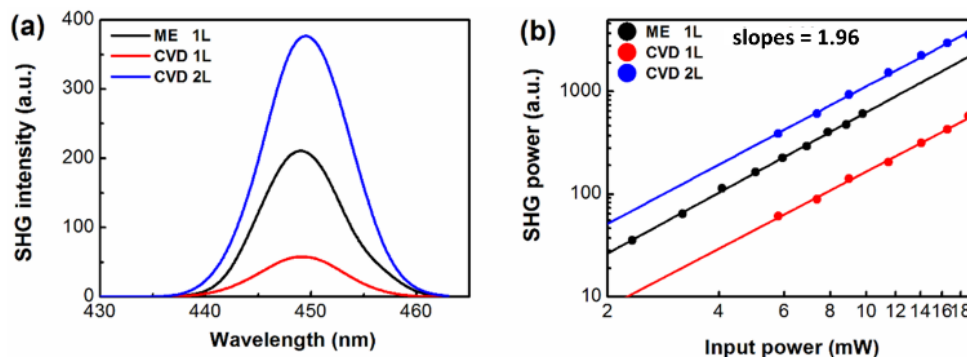 (a)
400
300
200
100
0
SHG intensity (a.u.)
ME 1L
CVD 1L
CVD 2L
430 440 450 460
Wavelength (nm)
(b)
1000
100
10
SHG power (a.u.)
ME 1L
CVD 1L
CVD 2L
slopes = 1.96
2 4 6 8 10 12 14 16 18
Input power (mW)